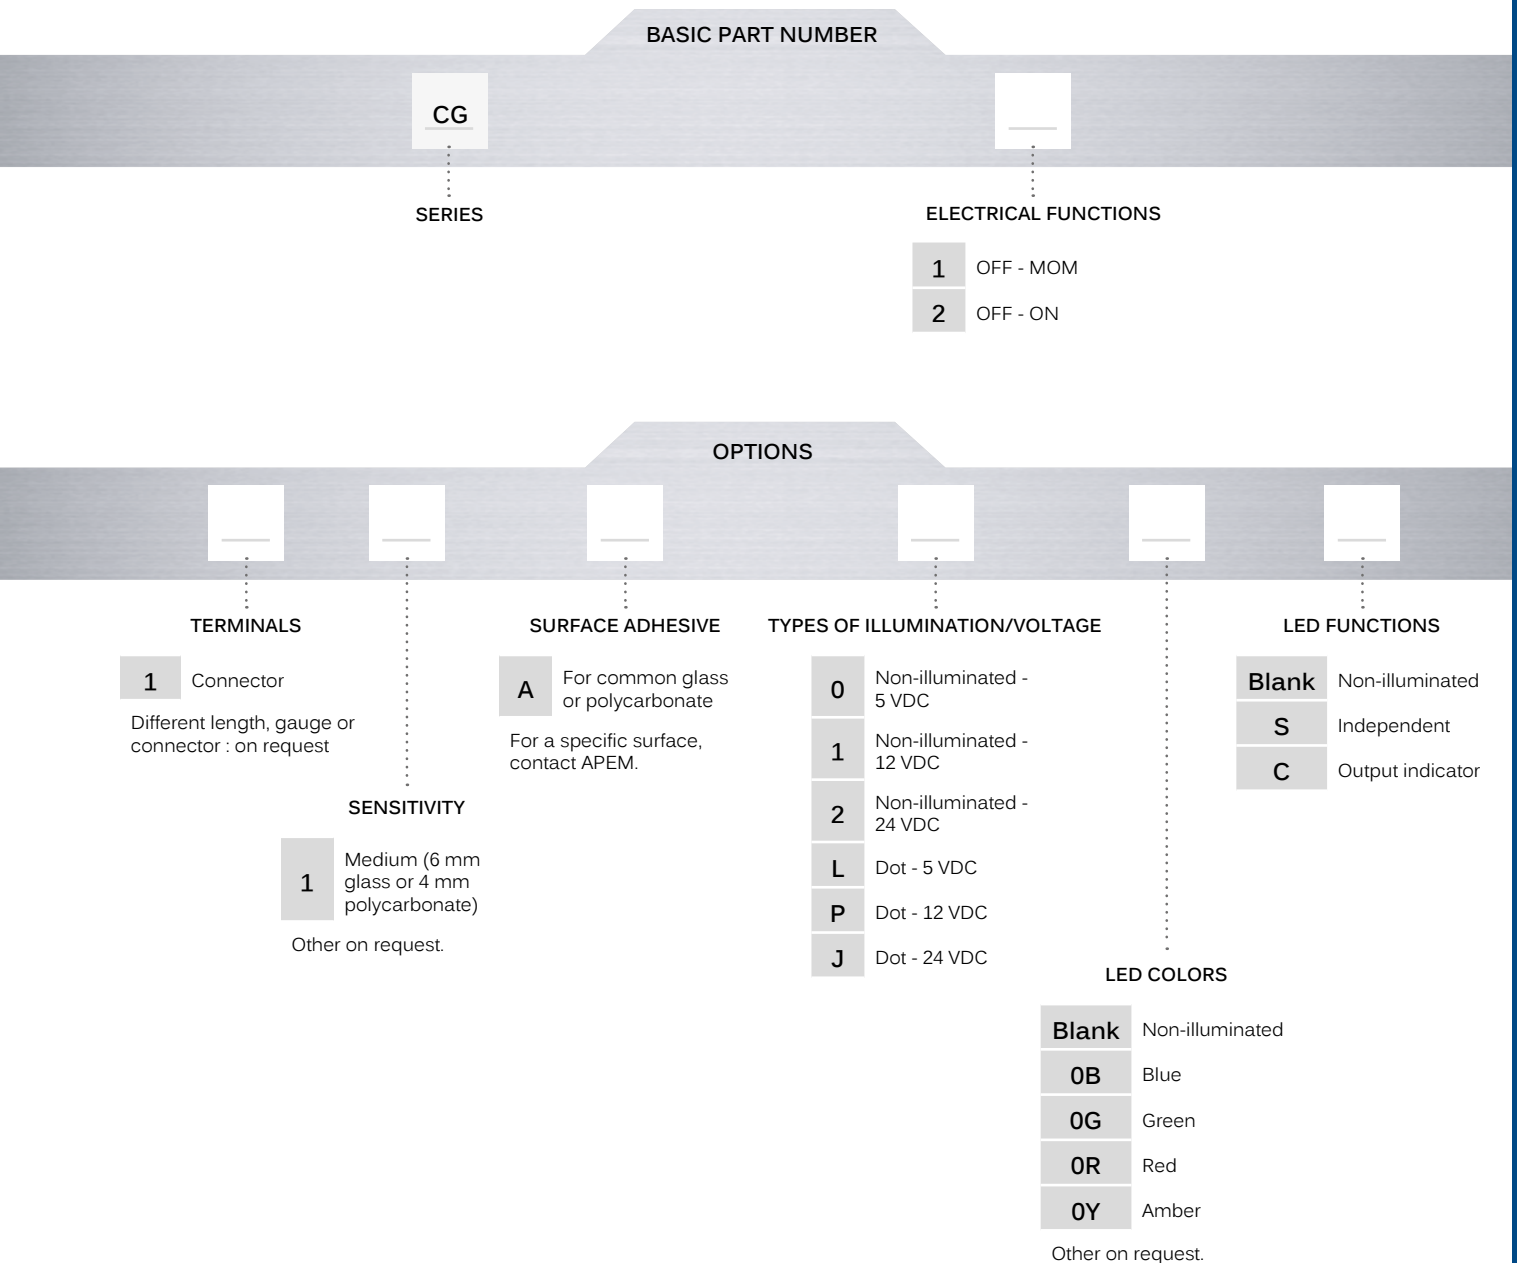 BASIC PART NUMBER
CG
SERIES
ELECTRICAL FUNCTIONS
1 OFF - MOM
2 OFF - ON
OPTIONS
TERMINALS
1 Connector
Different length, gauge or
connector : on request
SENSITIVITY
1 Medium (6 mm
glass or 4 mm
polycarbonate)
Other on request.
SURFACE ADHESIVE
A For common glass
or polycarbonate
For a specific surface,
contact APEM.
TYPES OF ILLUMINATION/VOLTAGE
0 Non-illuminated -
5 VDC
1 Non-illuminated -
12 VDC
2 Non-illuminated -
24 VDC
L Dot - 5 VDC
P Dot - 12 VDC
J Dot - 24 VDC
LED COLORS
Blank Non-illuminated
0B Blue
0G Green
0R Red
0Y Amber
Other on request.
LED FUNCTIONS
Blank Non-illuminated
S Independent
C Output indicator